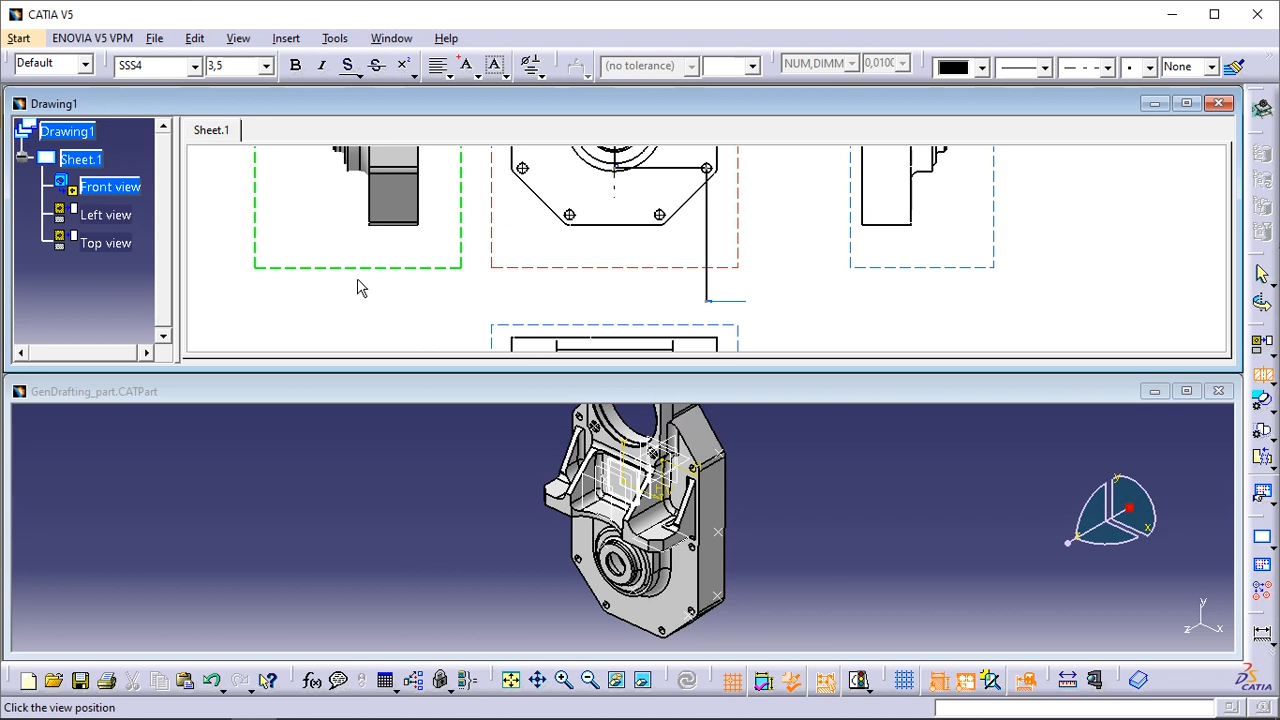 CATIA V5
Start ENOVIA V5 VPM File Edit View Insert Tools Window Help
Default SSS4 3,5 B I S S (no tolerance) NUM,DIMM 0,0100 None
Drawing1
Drawing1
Sheet.1
Sheet.1
Front view
Left view
Top view
GenDrafting_part.CATPart
y
x
z
y
z x
f(x)
CATIA
Click the view position